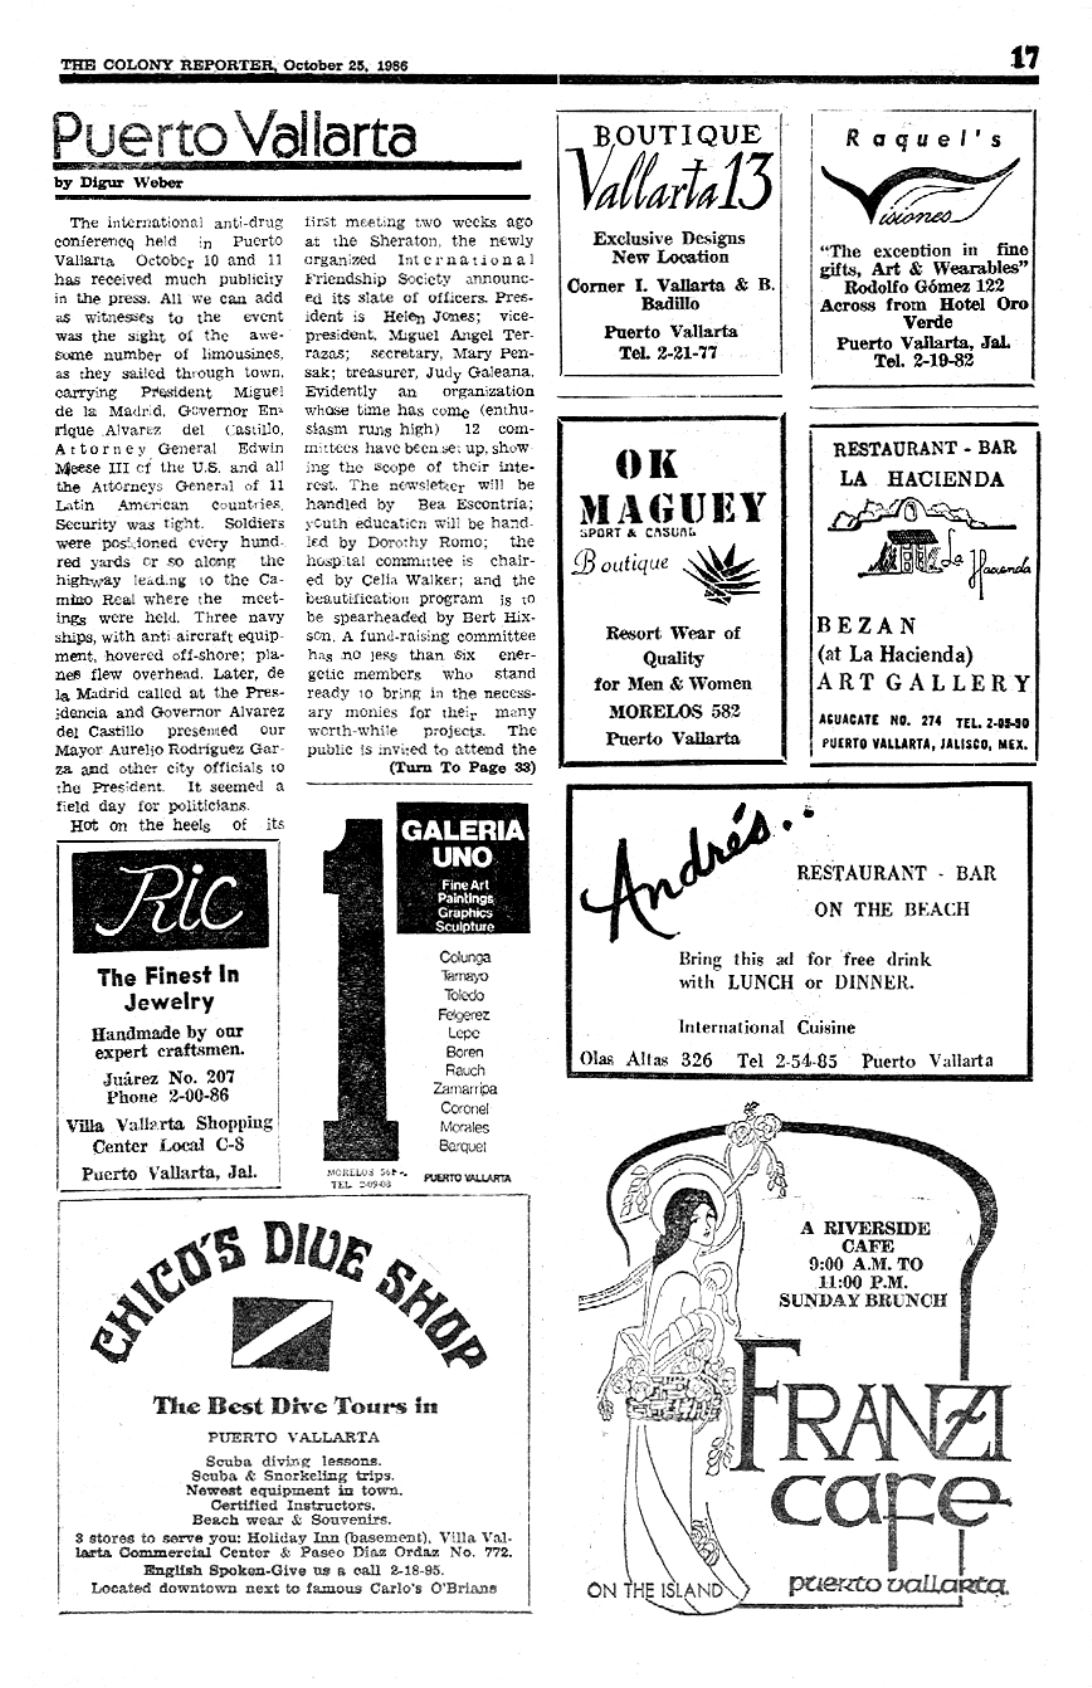 THE COLONY REPORTER, October 25, 1986
17
Puerto Vallarta
by Digur Weber
The international anti-drug
conferencq held in Puerto
Vallarta October 10 and 11
has received much publicity
in the press. All we can add
as witnesses to the event
was the sight of the awe-
some number of limousines,
as they sailed through town,
carrying President Miguel
de la Madrid, Governor En-
rique Alvarez del Castillo,
Attorney General Edwin
Meese III of the U.S. and all
the Attorneys General of 11
Latin American countries.
Security was tight. Soldiers
were positioned every hund-
red yards or so along the
highway leading to the Ca-
mino Real where the meet-
ings were held. Three navy
ships, with anti aircraft equip-
ment, hovered off-shore; pla-
nes flew overhead. Later, de
la Madrid called at the Pres-
idencia and Governor Alvarez
del Castillo presented our
Mayor Aurelio Rodriguez Gar-
za and other city officials to
the President. It seemed a
field day for politicians.
Hot on the heels of its
first meeting two weeks ago
at the Sheraton, the newly
organized International
Friendship Society announc-
ed its slate of officers. Pres-
ident is Helen Jones; vice-
president, Miguel Angel Ter-
razas; secretary, Mary Pen-
sak; treasurer, Judy Galeana.
Evidently an organization
whose time has come (enthu-
siasm runs high) 12 com-
mittees have been set up, show-
ing the scope of their inte-
rest. The newsletter will be
handled by Bea Escontria;
youth education will be hand-
led by Dorothy Romo; the
hospital committee is chair-
ed by Celia Walker; and the
beautification program is to
be spearheaded by Bert Hix-
son. A fund-raising committee
has no less than six ener-
getic members who stand
ready to bring in the necess-
ary monies for their many
worth-while projects. The
public is invited to attend the
(Turn To Page 33)
BOUTIQUE
Vallarta 13
Exclusive Designs
New Location
Corner I. Vallarta & B.
Badillo
Puerto Vallarta
Tel. 2-21-77
Raquel's
Visiones
"The exception in fine
gifts, Art & Wearables"
Rodolfo Gómez 122
Across from Hotel Oro
Verde
Puerto Vallarta, Jal.
Tel. 2-19-82
OK
MAGUEY
SPORT & CASUAL
Boutique
Resort Wear of
Quality
for Men & Women
MORELOS 582
Puerto Vallarta
RESTAURANT - BAR
LA HACIENDA
La Hacienda
BEZAN
(at La Hacienda)
ART GALLERY
AGUACATE NO. 274 TEL. 2-05-90
PUERTO VALLARTA, JALISCO, MEX.
Andrés..
RESTAURANT - BAR
ON THE BEACH
Bring this ad for free drink
with LUNCH or DINNER.
International Cuisine
Olas Altas 326 Tel 2-54-85 Puerto Vallarta
Ric
The Finest In
Jewelry
Handmade by our
expert craftsmen.
Juárez No. 207
Phone 2-00-86
Villa Vallarta Shopping
Center Local C-8
Puerto Vallarta, Jal.
1
GALERIA
UNO
Fine Art
Paintings
Graphics
Sculpture
Colunga
Tamayo
Toledo
Felgerez
Lepe
Boren
Rauch
Zamarripa
Coronel
Morales
Barquet
MORELOS
TEL 2-09-08
PUERTO VALLARTA
CHICO'S DIVE SHOP
The Best Dive Tours in
PUERTO VALLARTA
Scuba diving lessons.
Scuba & Snorkeling trips.
Newest equipment in town.
Certified Instructors.
Beach wear & Souvenirs.
3 stores to serve you: Holiday Inn (basement), Villa Val-
larta Commercial Center & Paseo Diaz Ordaz No. 772.
English Spoken-Give us a call 2-18-95.
Located downtown next to famous Carlo's O'Brians
A RIVERSIDE
CAFE
9:00 A.M. TO
11:00 P.M.
SUNDAY BRUNCH
FRANZI
cafe
ON THE ISLAND
puerto vallarta.